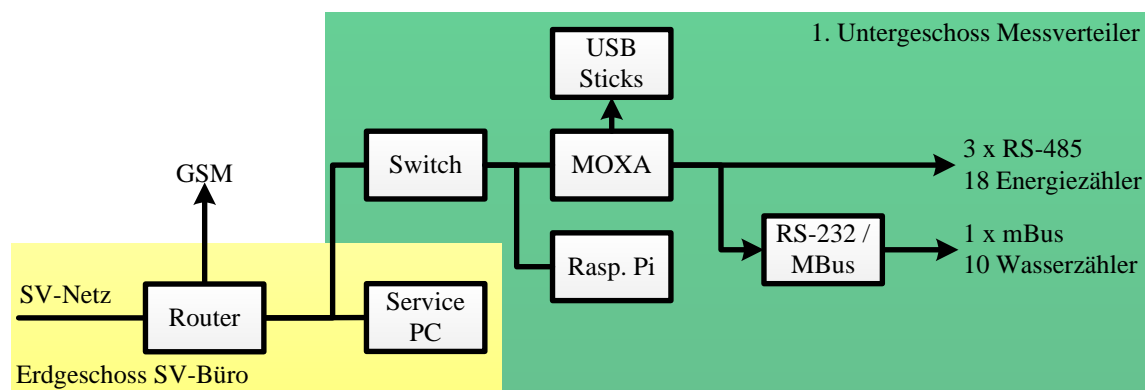 1. Untergeschoss Messverteiler
USB
Sticks
Switch
MOXA
3 x RS-485
18 Energiezähler
GSM
Rasp. Pi
RS-232 /
MBus
1 x mBus
10 Wasserzähler
SV-Netz
Router
Service
PC
Erdgeschoss SV-Büro